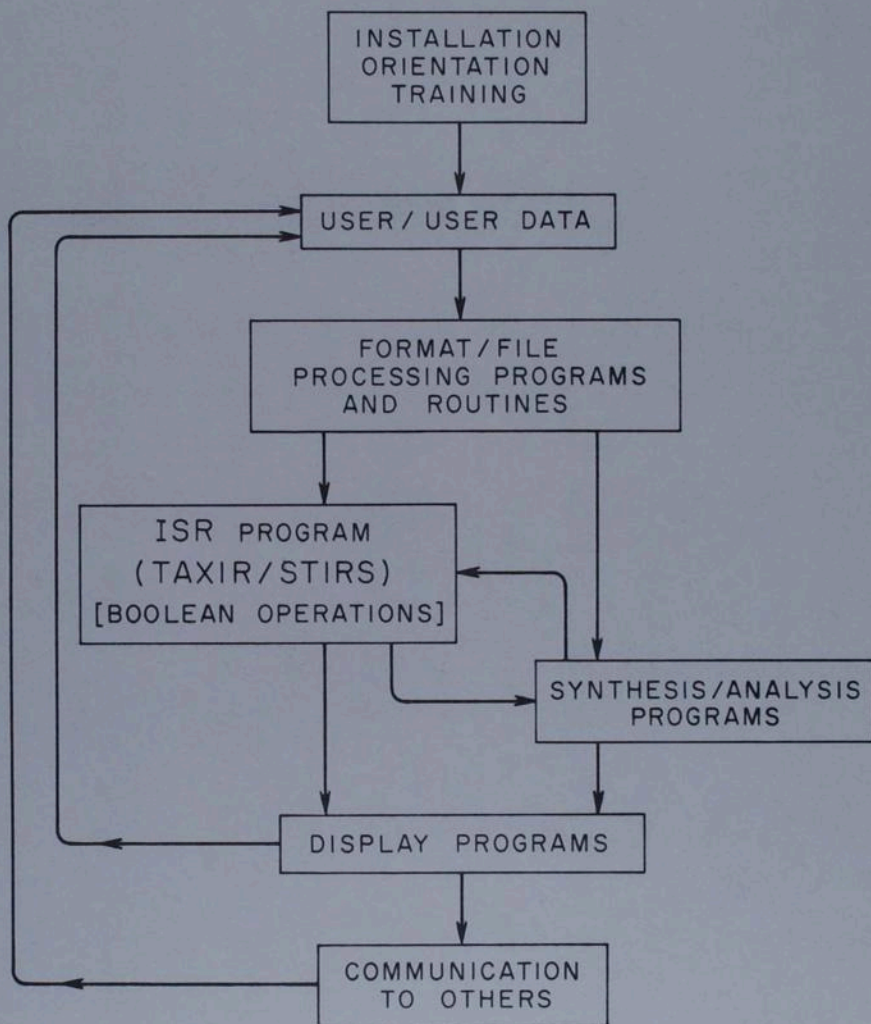 INSTALLATION
ORIENTATION
TRAINING
USER/USER DATA
FORMAT/FILE
PROCESSING PROGRAMS
AND ROUTINES
ISR PROGRAM
(TAXIR/STIRS)
[BOOLEAN OPERATIONS]
SYNTHESIS/ANALYSIS
PROGRAMS
DISPLAY PROGRAMS
COMMUNICATION
TO OTHERS